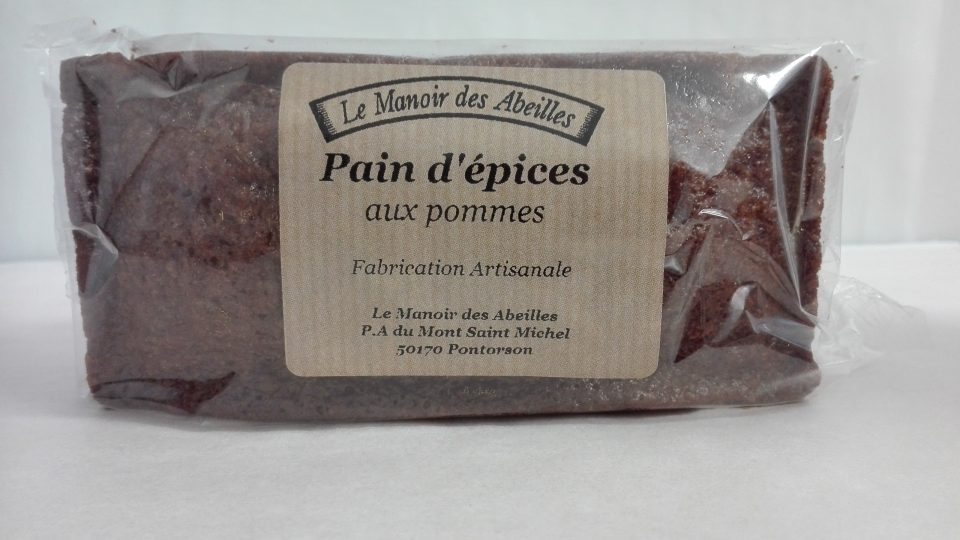 Le Manoir des Abeilles
Pain d'épices
aux pommes
Fabrication Artisanale
Le Manoir des Abeilles
P.A du Mont Saint Michel
50170 Pontorson